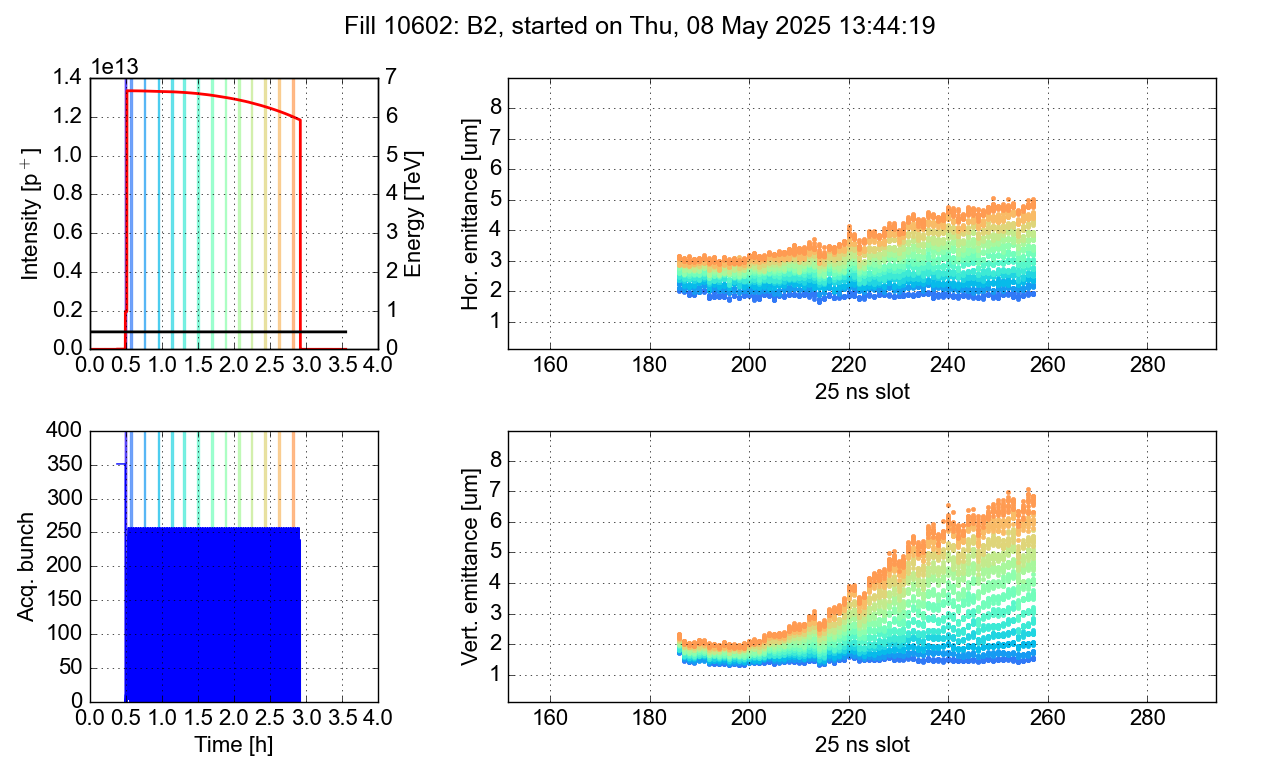 Fill 10602: B2, started on Thu, 08 May 2025 13:44:19
1e13
Intensity [p+]
1.4
1.2
1.0
0.8
0.6
0.4
0.2
0.0
7
6
5
4
3
2
1
0
Energy [TeV]
0.0 0.5 1.0 1.5 2.0 2.5 3.0 3.5 4.0
Hor. emittance [um]
8
7
6
5
4
3
2
1
160 180 200 220 240 260 280
25 ns slot
Acq. bunch
400
350
300
250
200
150
100
50
0
0.0 0.5 1.0 1.5 2.0 2.5 3.0 3.5 4.0
Time [h]
Vert. emittance [um]
8
7
6
5
4
3
2
1
160 180 200 220 240 260 280
25 ns slot